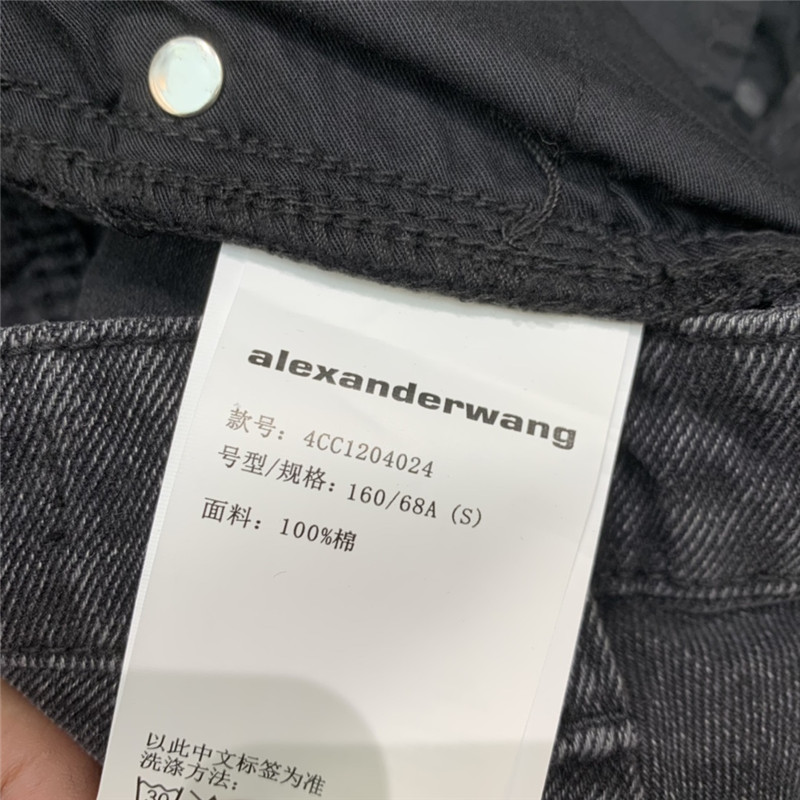 alexanderwang
款号: 4CC1204024
号型/规格: 160/68A (S)
面料: 100%棉
以此中文标签为准
洗涤方法:
30